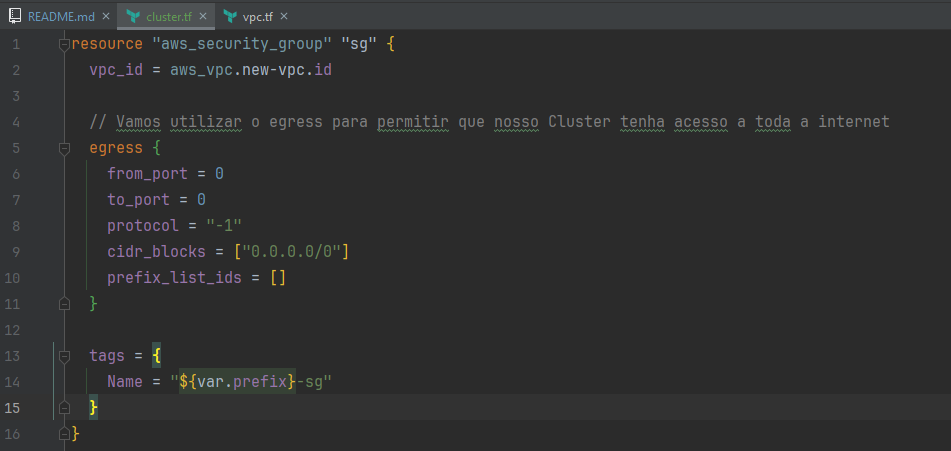 README.md × cluster.tf × vpc.tf ×
1 resource "aws_security_group" "sg" {
2 vpc_id = aws_vpc.new-vpc.id
3
4 // Vamos utilizar o egress para permitir que nosso Cluster tenha acesso a toda a internet
5 egress {
6 from_port = 0
7 to_port = 0
8 protocol = "-1"
9 cidr_blocks = ["0.0.0.0/0"]
10 prefix_list_ids = []
11 }
12
13 tags = {
14 Name = "${var.prefix}-sg"
15 }
16 }